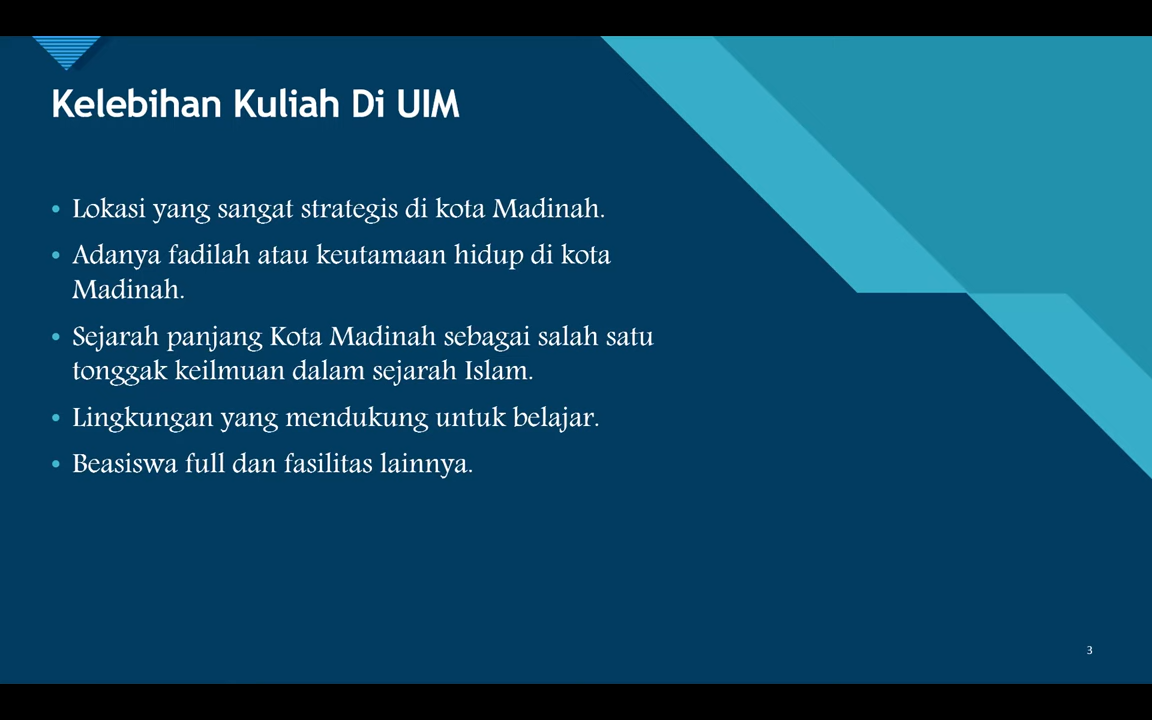 Kelebihan Kuliah Di UIM
• Lokasi yang sangat strategis di kota Madinah.
• Adanya fadilah atau keutamaan hidup di kota
Madinah.
• Sejarah panjang Kota Madinah sebagai salah satu
tonggak keilmuan dalam sejarah Islam.
• Lingkungan yang mendukung untuk belajar.
• Beasiswa full dan fasilitas lainnya.
3